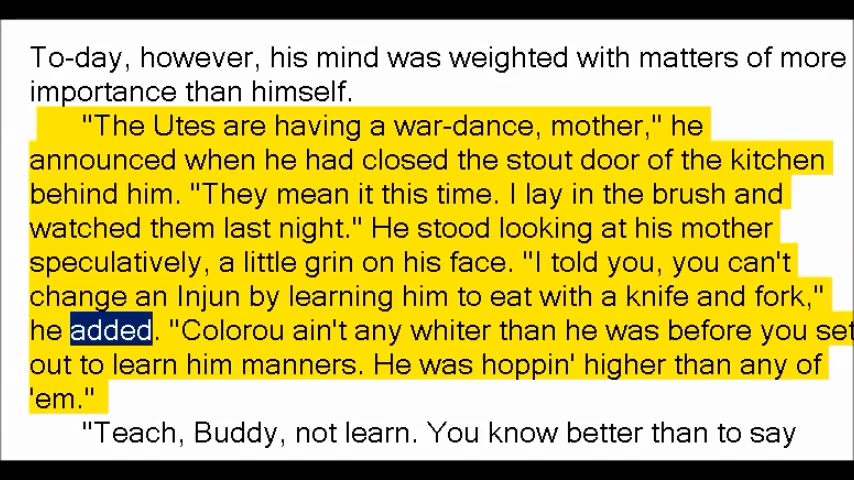 To-day, however, his mind was weighted with matters of more
importance than himself.
"The Utes are having a war-dance, mother," he
announced when he had closed the stout door of the kitchen
behind him. "They mean it this time. I lay in the brush and
watched them last night." He stood looking at his mother
speculatively, a little grin on his face. "I told you, you can't
change an Injun by learning him to eat with a knife and fork,"
he added. "Colorou ain't any whiter than he was before you set
out to learn him manners. He was hoppin' higher than any of
'em."
"Teach, Buddy, not learn. You know better than to say